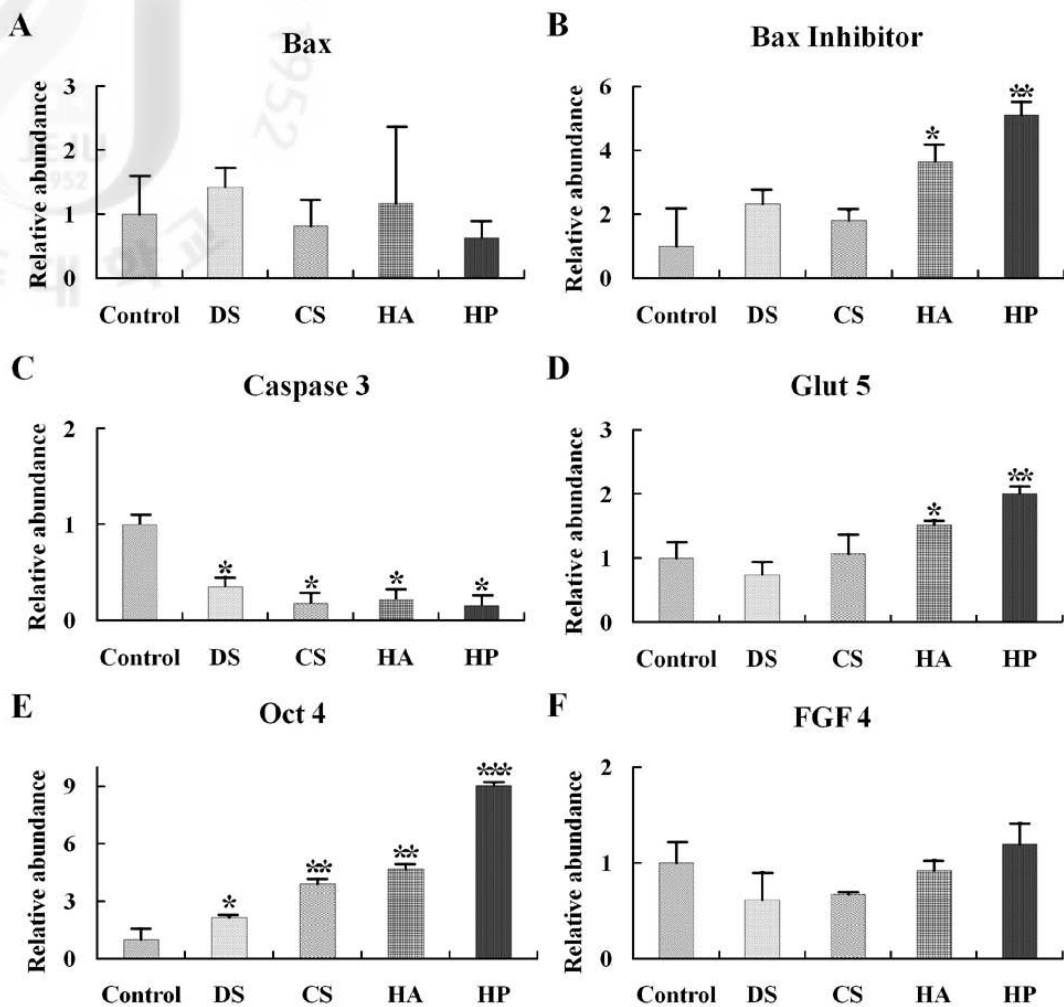 A
Bax
Relative abundance
3
2
1
0
Control DS CS HA HP
B
Bax Inhibitor
Relative abundance
6
4
2
0
*
**
Control DS CS HA HP
C
Caspase 3
Relative abundance
2
1
0
* * * *
Control DS CS HA HP
D
Glut 5
Relative abundance
3
2
1
0
*
**
Control DS CS HA HP
E
Oct 4
Relative abundance
9
6
3
0
*
**
**
***
Control DS CS HA HP
F
FGF 4
Relative abundance
2
1
0
Control DS CS HA HP
1952
JEJU
952